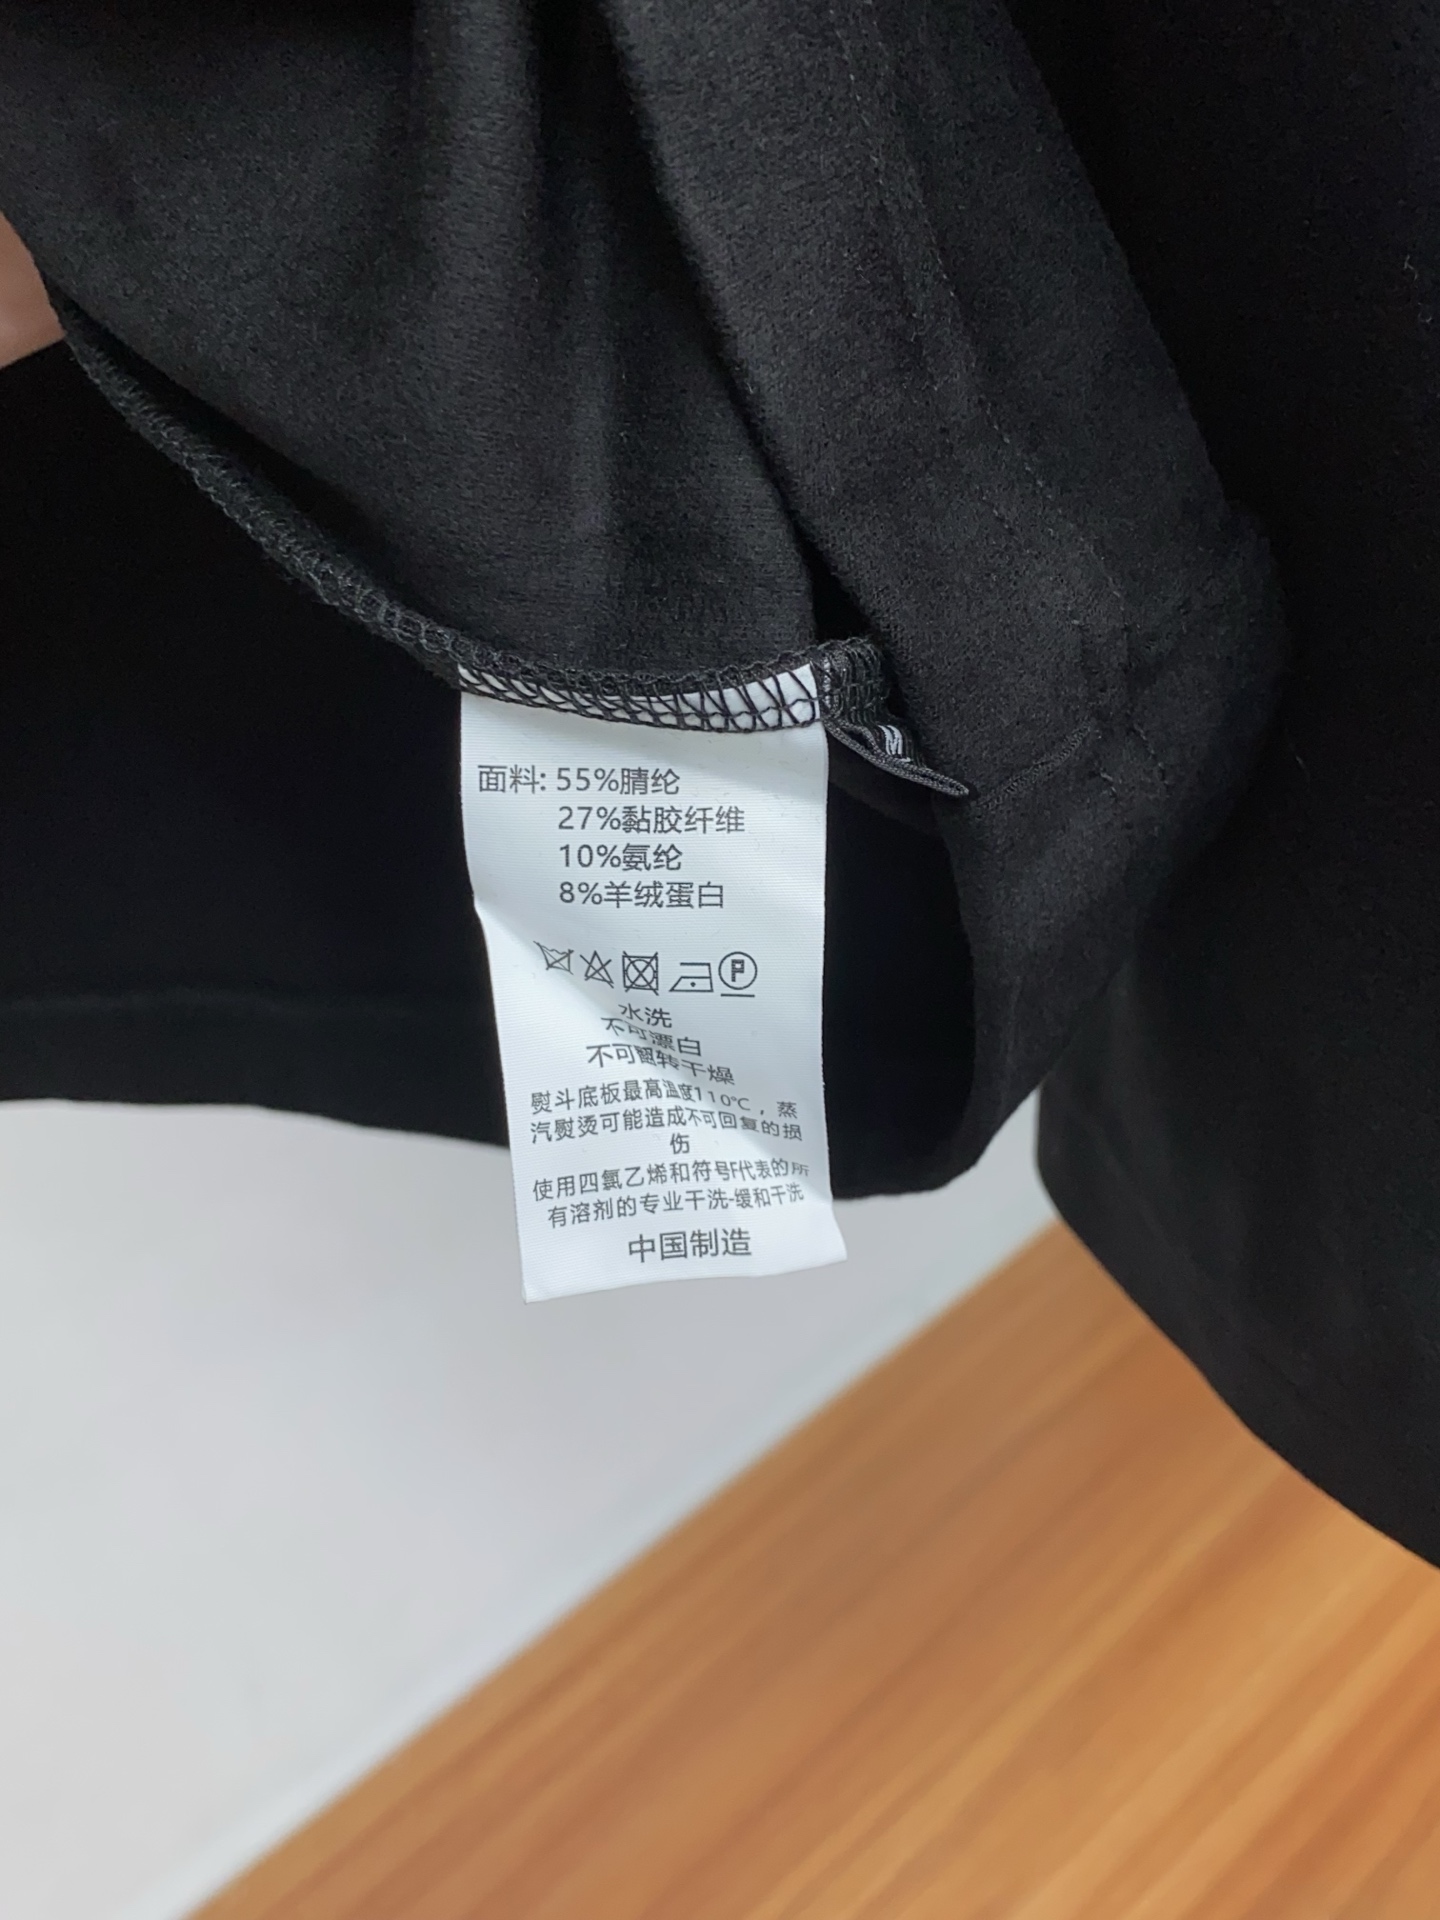 面料: 55%腈纶
27%黏胶纤维
10%氨纶
8%羊绒蛋白
P
水洗
不可漂白
不可翻转干燥
熨斗底板最高温度110℃，蒸
汽熨烫可能造成不可回复的损
伤
使用四氯乙烯和符号F代表的所
有溶剂的专业干洗-缓和干洗
中国制造